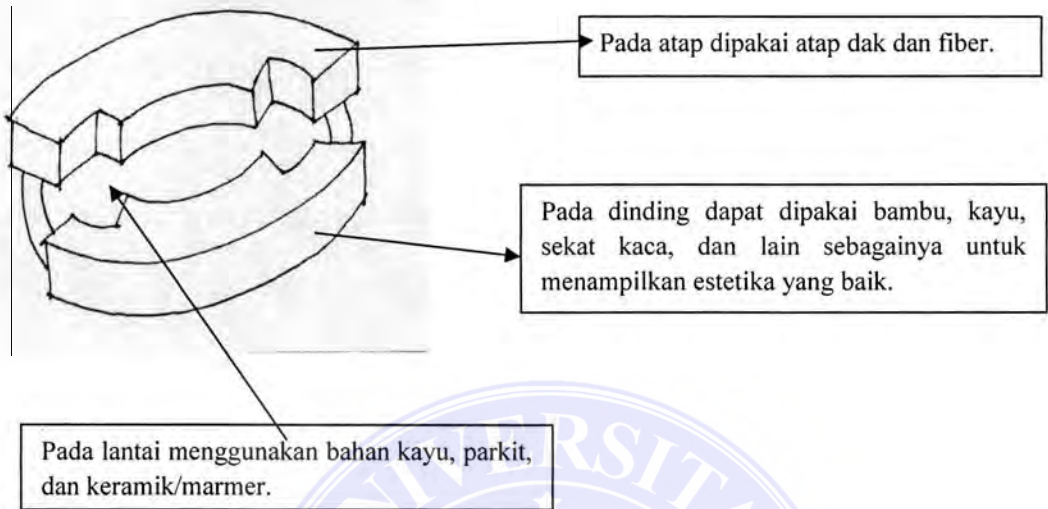 Pada atap dipakai atap dak dan fiber.
Pada dinding dapat dipakai bambu, kayu,
sekat kaca, dan lain sebagainya untuk
menampilkan estetika yang baik.
Pada lantai menggunakan bahan kayu, parkit,
dan keramik/marmer.